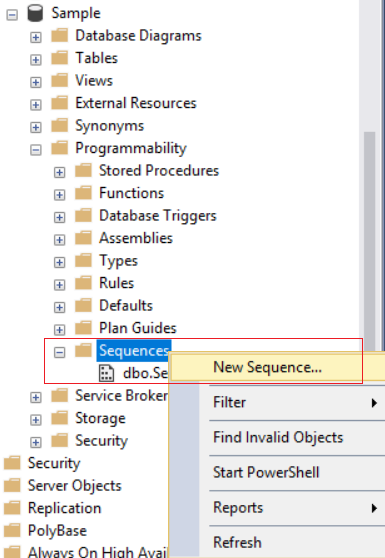 Sample
Database Diagrams
Tables
Views
External Resources
Synonyms
Programmability
Stored Procedures
Functions
Database Triggers
Assemblies
Types
Rules
Defaults
Plan Guides
Sequences
New Sequence...
dbo.Se
Service Broker
Filter
Storage
Find Invalid Objects
Security
Security
Start PowerShell
Server Objects
Replication
Reports
PolyBase
Refresh
Always On High Avai